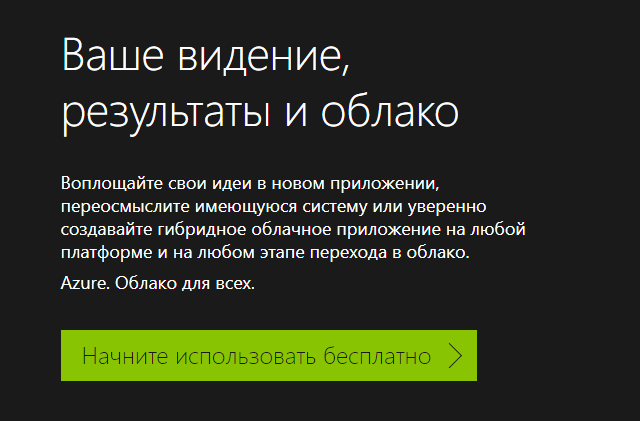 Ваше видение,
результаты и облако
Воплощайте свои идеи в новом приложении,
переосмыслите имеющуюся систему или уверенно
создавайте гибридное облачное приложение на любой
платформе и на любом этапе перехода в облако.
Azure. Облако для всех.
Начните использовать бесплатно